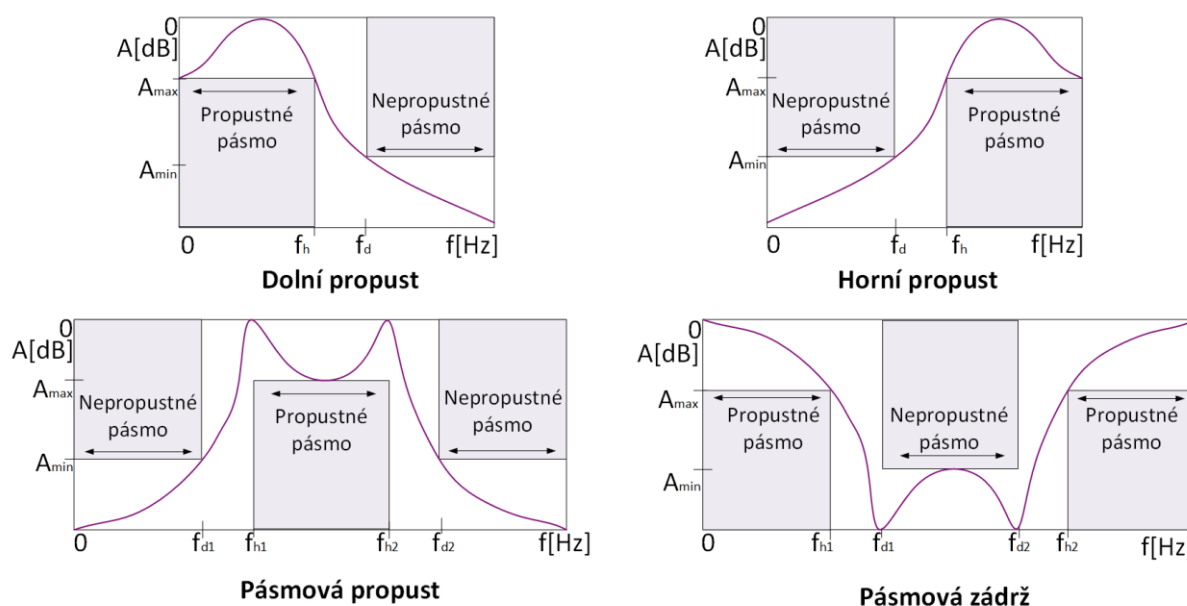 0
A[dB]
Amax
Propustné
pásmo
Nepropustné
pásmo
Amin
0
fh
fd
f[Hz]
Dolní propust
0
A[dB]
Amax
Nepropustné
pásmo
Propustné
pásmo
Amin
0
fd
fh
f[Hz]
Horní propust
0
A[dB]
Amax
Nepropustné
pásmo
Propustné
pásmo
Nepropustné
pásmo
Amin
0
fd1
fh1
fh2
fd2
f[Hz]
Pásmová propust
0
A[dB]
Amax
Propustné
pásmo
Nepropustné
pásmo
Propustné
pásmo
Amin
0
fh1
fd1
fd2
fh2
f[Hz
Pásmová zádrž